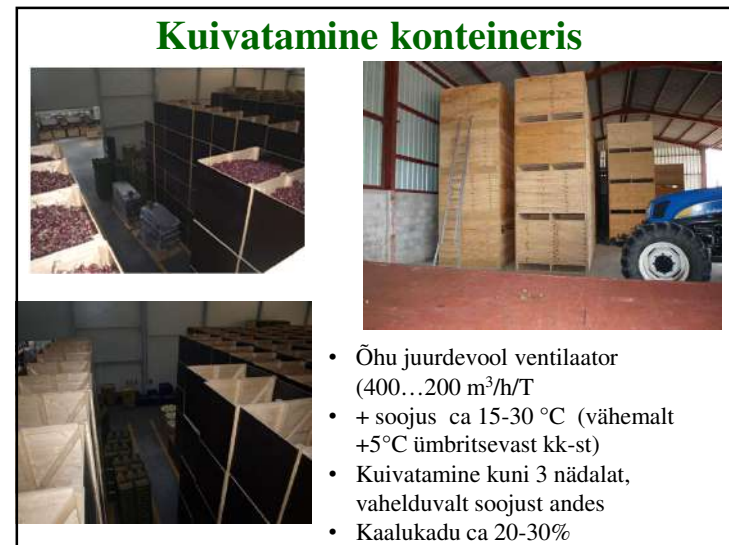 Kuivatamine konteineris
• Õhu juurdevool ventilaator
(400…200 m³/h/T
• + soojus ca 15-30 °C (vähemalt
+5°C ümbritsevast kk-st)
• Kuivatamine kuni 3 nädalat,
vahelduvalt soojust andes
• Kaalukadu ca 20-30%